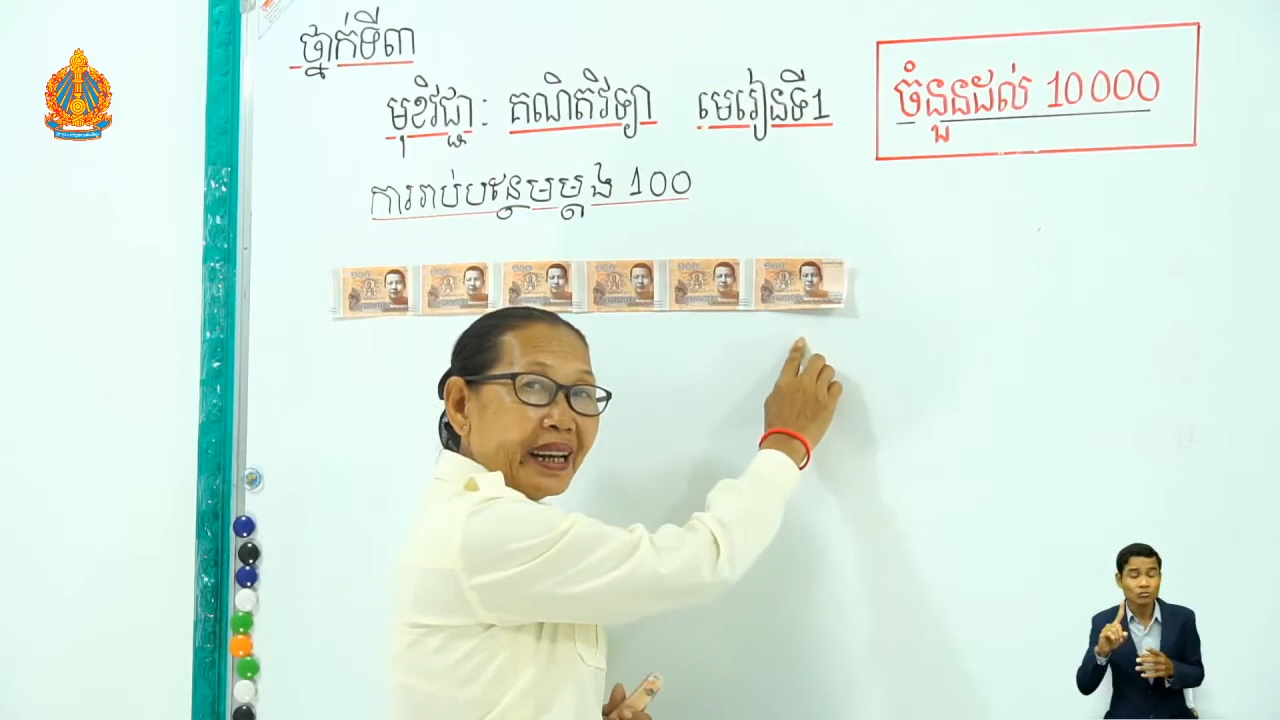 ថ្នាក់ទី៣
មុខវិជ្ជា: គណិតវិទ្យា មេរៀនទី1
ចំនួនដល់ 10000
ការរាប់បន្ថែមម្តង 100